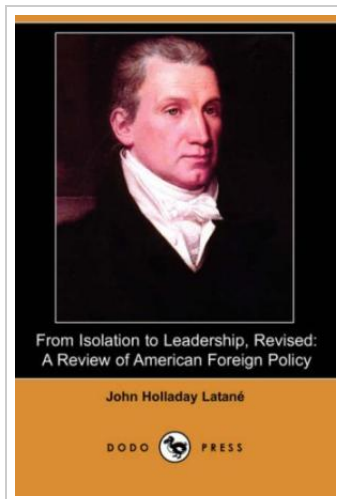 From Isolation to Leadership, Revised:
A Review of American Foreign Policy
John Holladay Latané
DODO PRESS